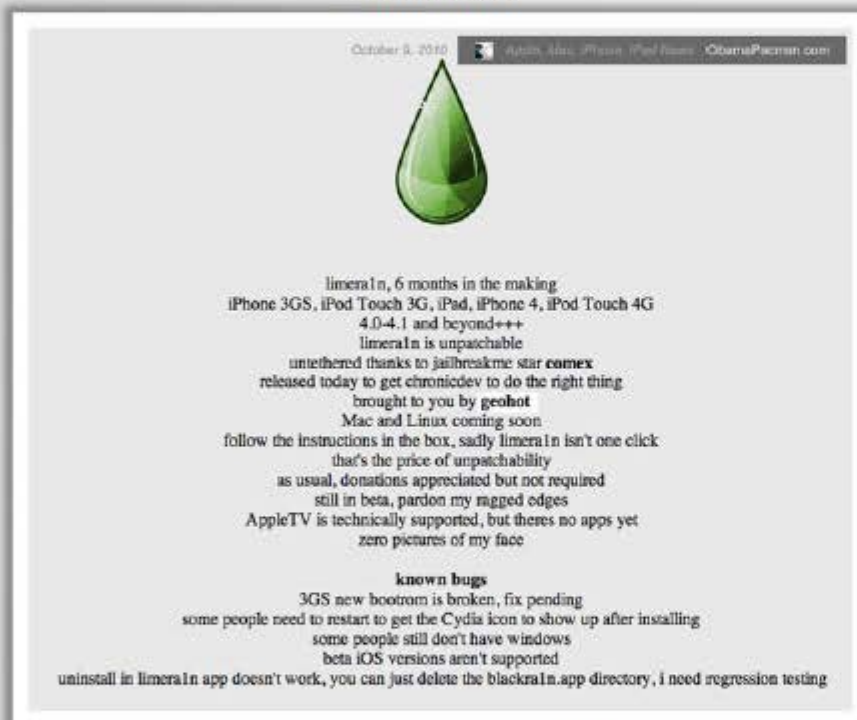 October 9, 2010
Apple, Mac, iPhone, iPad News ObamaPacman.com
limera1n, 6 months in the making
iPhone 3GS, iPod Touch 3G, iPad, iPhone 4, iPod Touch 4G
4.0-4.1 and beyond+++
limera1n is unpatchable
untethered thanks to jailbreakme star comex
released today to get chronicdev to do the right thing
brought to you by geohot
Mac and Linux coming soon
follow the instructions in the box, sadly limera1n isn't one click
that's the price of unpatchability
as usual, donations appreciated but not required
still in beta, pardon my ragged edges
AppleTV is technically supported, but theres no apps yet
zero pictures of my face
known bugs
3GS new bootrom is broken, fix pending
some people need to restart to get the Cydia icon to show up after installing
some people still don't have windows
beta iOS versions aren't supported
uninstall in limera1n app doesn't work, you can just delete the blackra1n.app directory, i need regression testing